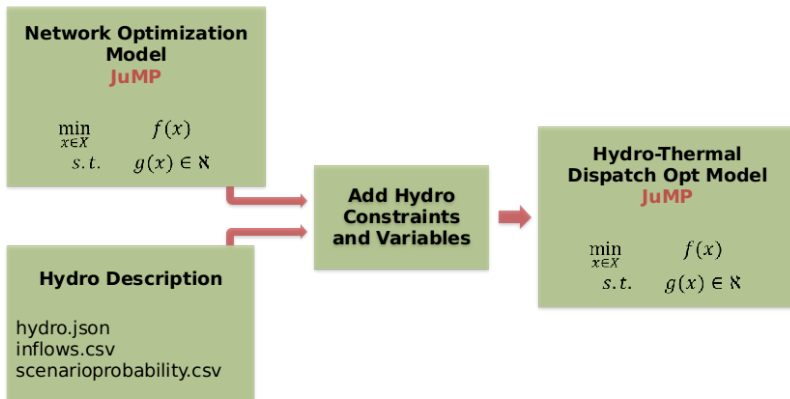 Network Optimization
Model
JuMP
min f(x)
x∈X
s.t. g(x) ∈ ℵ
Hydro Description
hydro.json
inflows.csv
scenarioprobability.csv
Add Hydro
Constraints
and Variables
Hydro-Thermal
Dispatch Opt Model
JuMP
min f(x)
x∈X
s.t. g(x) ∈ ℵ